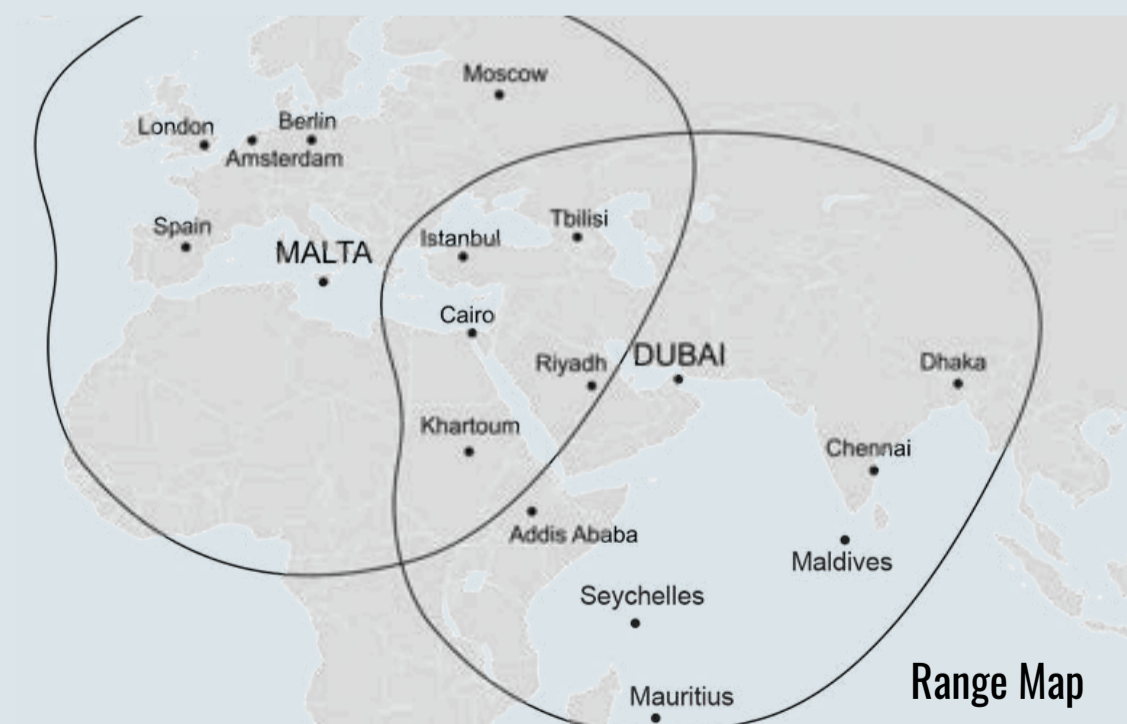 Moscow
London
Berlin
Amsterdam
Spain
MALTA
Istanbul
Tbilisi
Cairo
Riyadh
DUBAI
Dhaka
Khartoum
Chennai
Addis Ababa
Maldives
Seychelles
Mauritius
Range Map